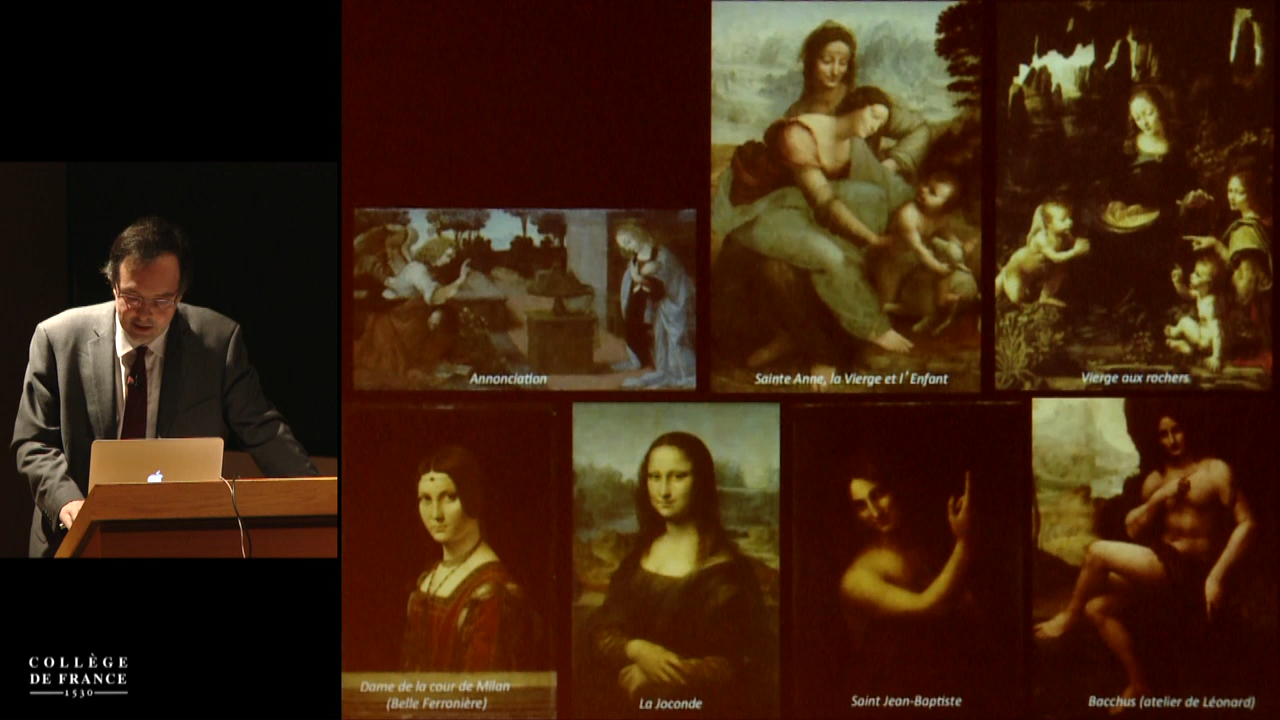 Annonciation
Sainte Anne, la Vierge et l'Enfant
Vierge aux rochers
Dame de la cour de Milan
(Belle Ferronière)
La Joconde
Saint Jean-Baptiste
Bacchus (atelier de Léonard)
COLLÈGE
DE FRANCE
1530